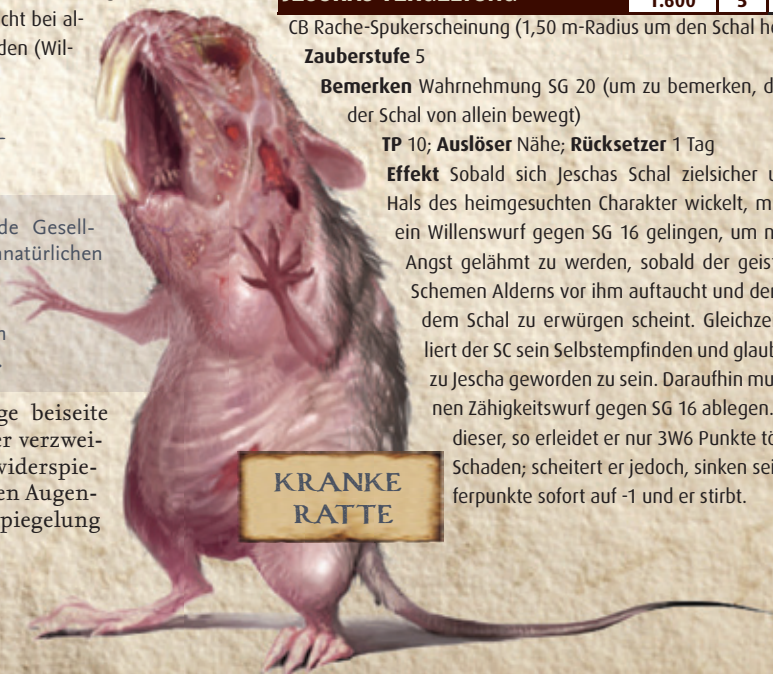 cht bei al-
den (Wil-
de Gesell-
natürlichen
ge beiseite
er verzwei-
widerspie-
en Augen-
piegelung
1.600 5
CB Rache-Spukerscheinung (1,50 m-Radius um den Schal he
Zauberstufe 5
Bemerken Wahrnehmung SG 20 (um zu bemerken, d
der Schal von allein bewegt)
TP 10; Auslöser Nähe; Rücksetzer 1 Tag
Effekt Sobald sich Jeschas Schal zielsicher u
Hals des heimgesuchten Charakter wickelt, m
ein Willenswurf gegen SG 16 gelingen, um n
Angst gelähmt zu werden, sobald der geis
Schemen Alderns vor ihm auftaucht und der
dem Schal zu erwürgen scheint. Gleichze
liert der SC sein Selbstempfinden und glaub
zu Jescha geworden zu sein. Daraufhin mu
nen Zähigkeitswurf gegen SG 16 ablegen.
dieser, so erleidet er nur 3W6 Punkte tö
Schaden; scheitert er jedoch, sinken sei
ferpunkte sofort auf -1 und er stirbt.
KRANKE
RATTE